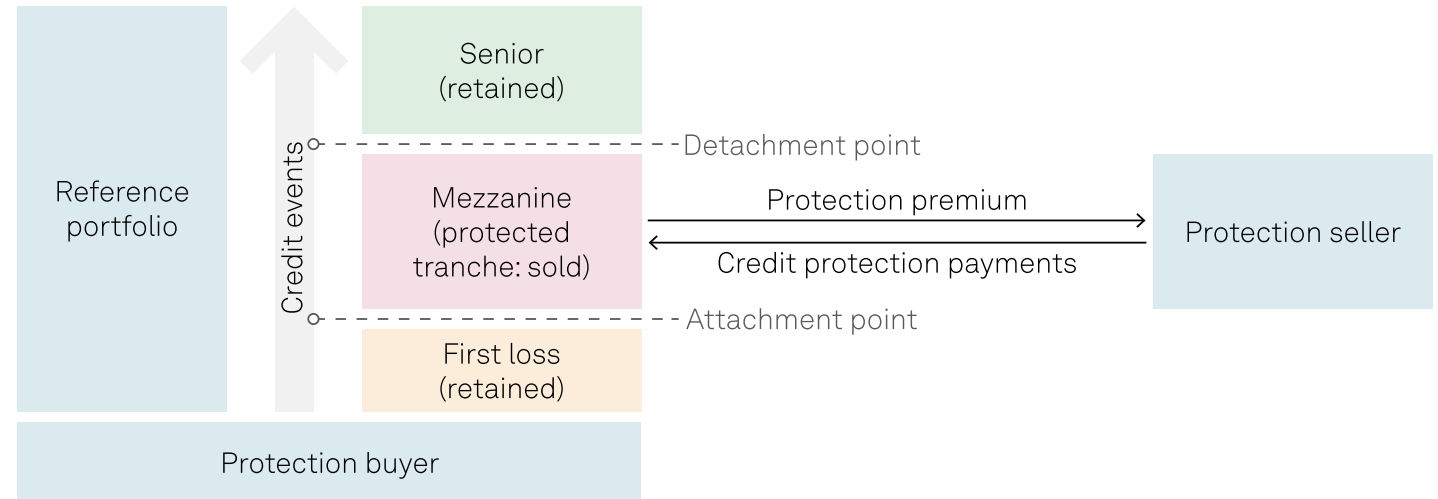 Reference
portfolio
Credit events
Senior
(retained)
Detachment point
Mezzanine
(protected
tranche: sold)
Protection premium
Credit protection payments
Protection seller
Attachment point
First loss
(retained)
Protection buyer